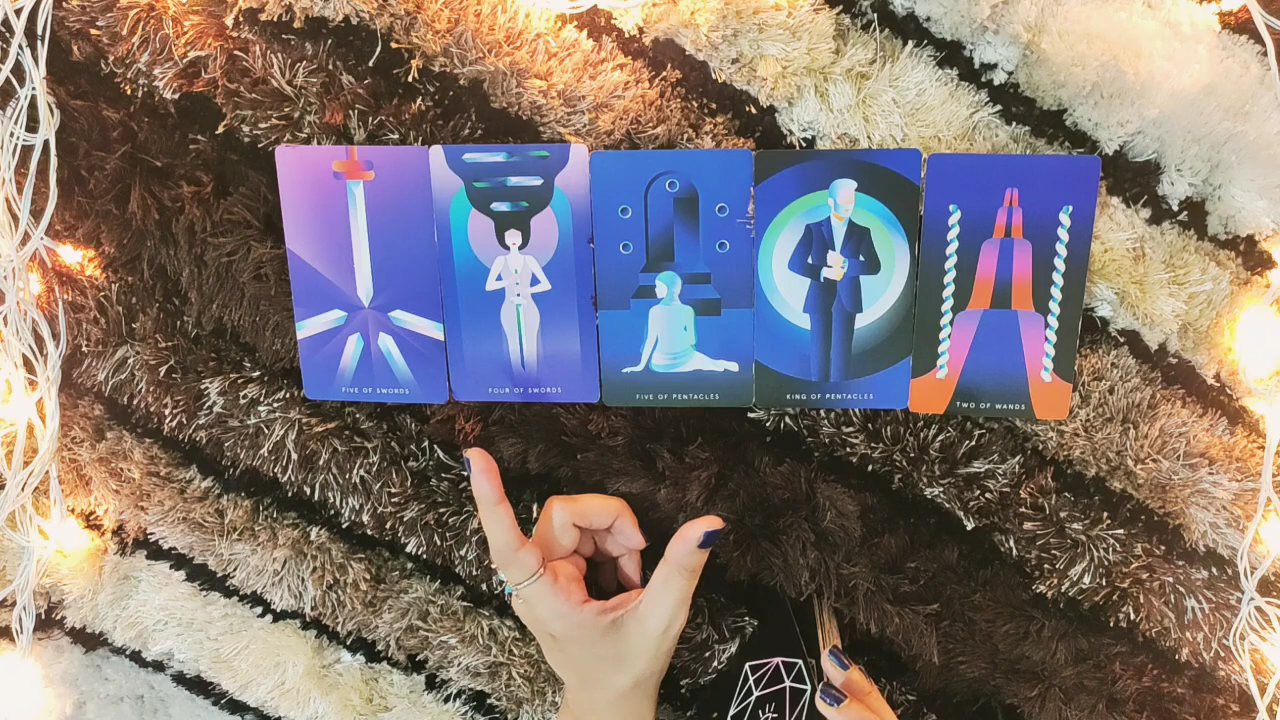 FIVE OF SWORDS
FOUR OF SWORDS
FIVE OF PENTACLES
KING OF PENTACLES
TWO OF WANDS